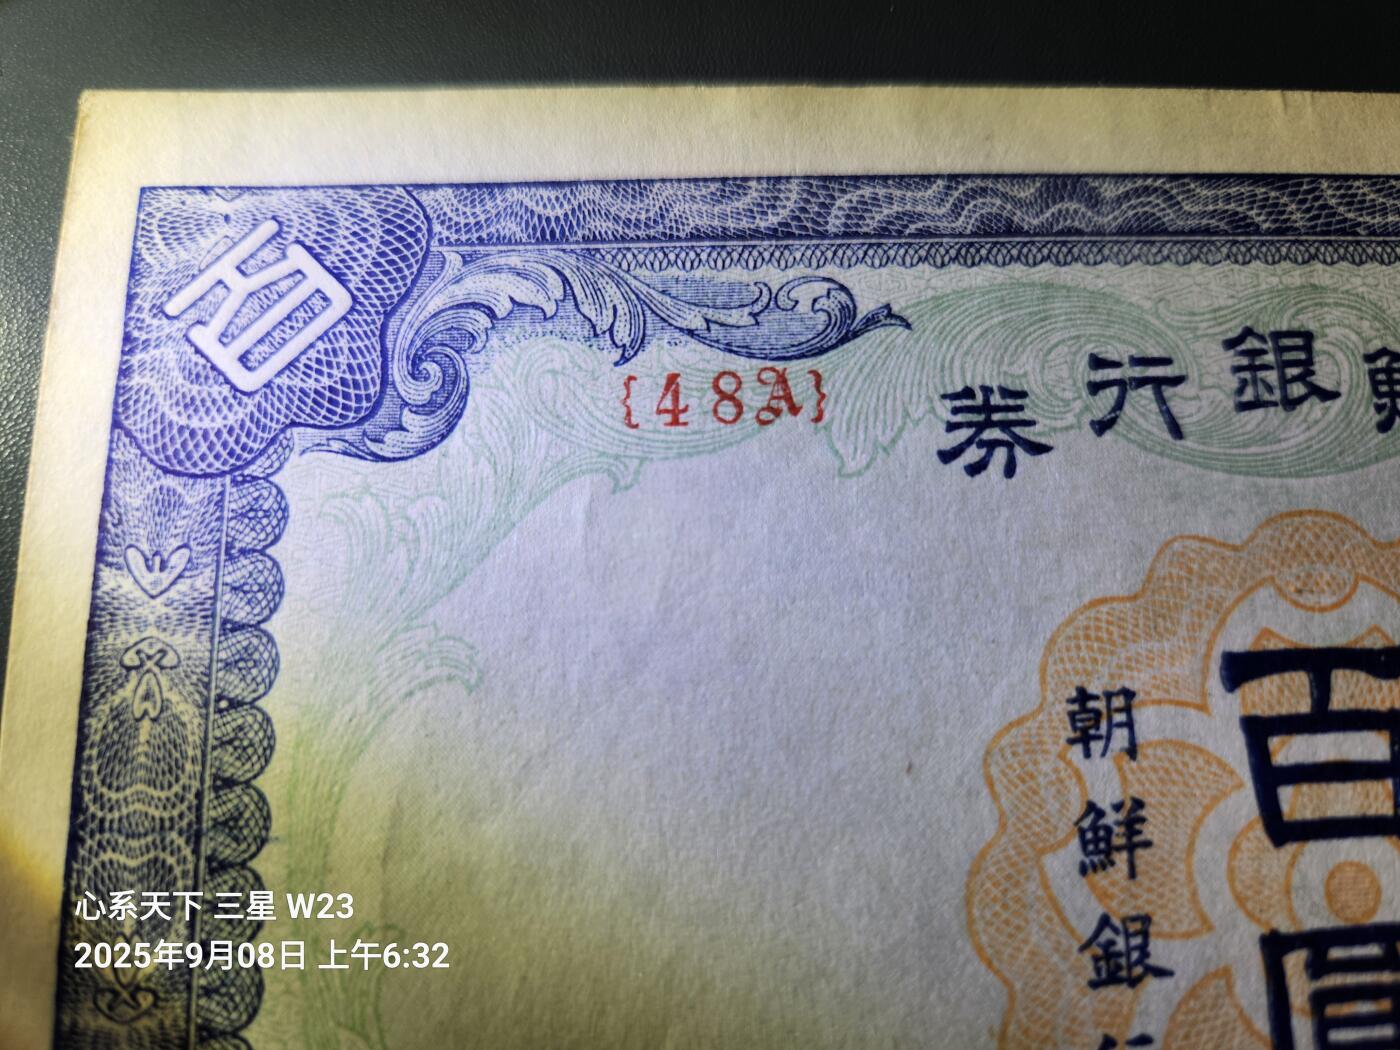 {48A}
銀行券
百圓
朝鮮銀
心系天下 三星 W23
2025年9月08日 上午6:32